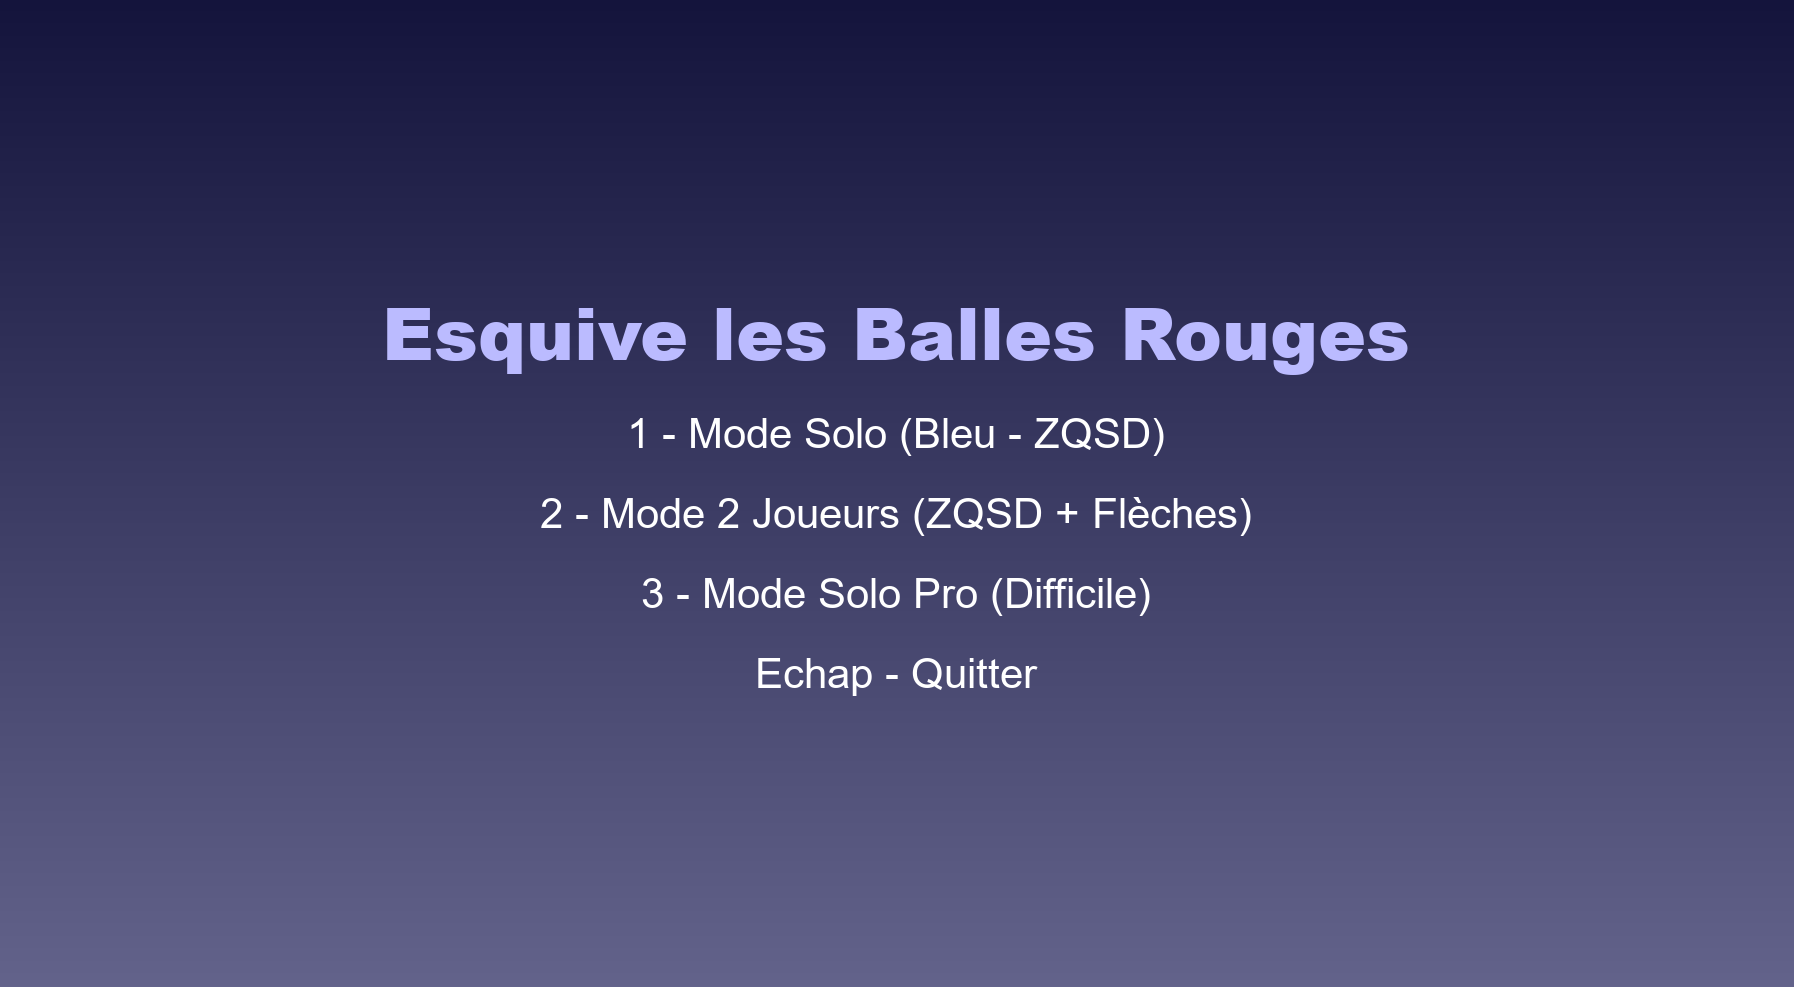 Esquive les Balles Rouges
1 - Mode Solo (Bleu - ZQSD)
2 - Mode 2 Joueurs (ZQSD + Flèches)
3 - Mode Solo Pro (Difficile)
Echap - Quitter